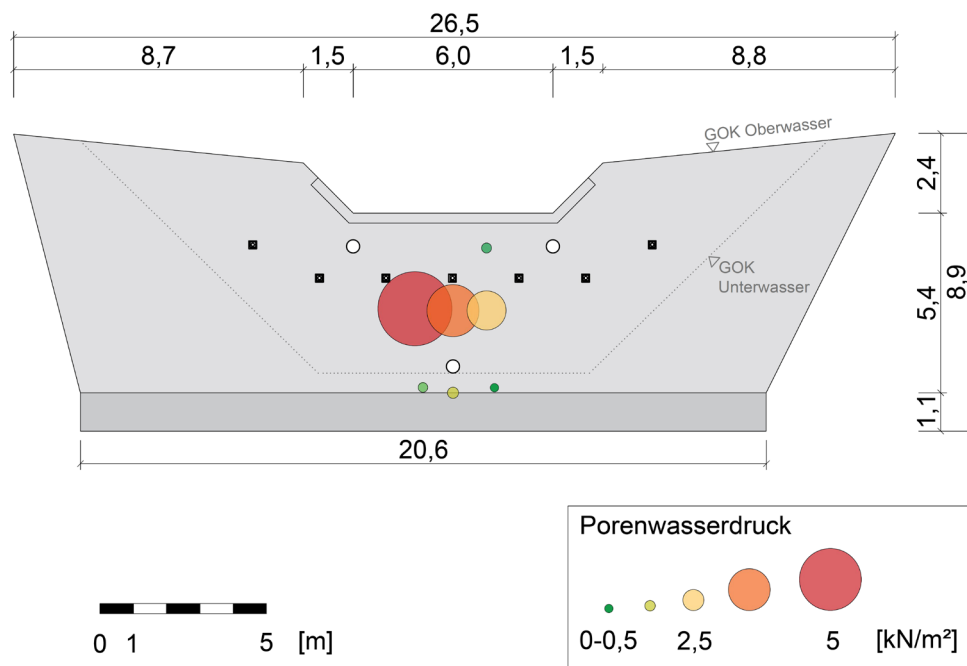 26,5
8,7 1,5 6,0 1,5 8,8
GOK Oberwasser
2,4
GOK
Unterwasser
5,4
8,9
1,1
20,6
Porenwasserdruck
0-0,5 2,5 5 [kN/m²]
0 1 5 [m]